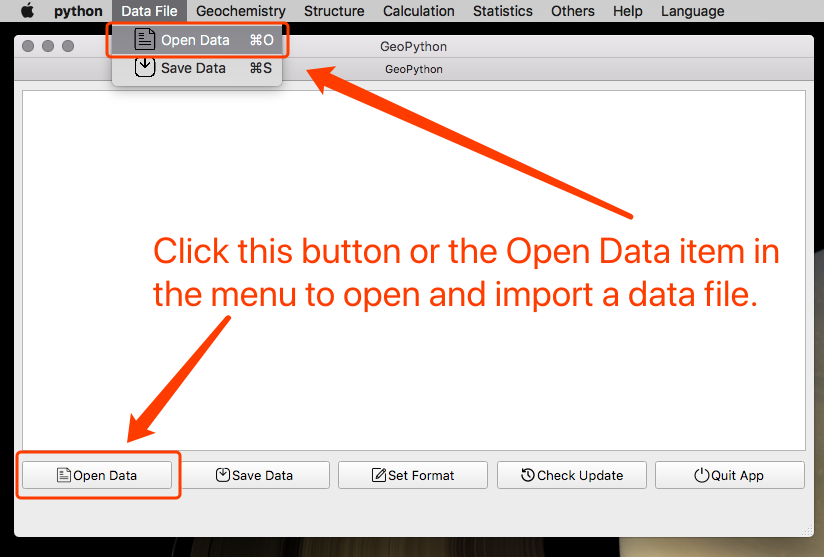 python Data File Geochemistry Structure Calculation Statistics Others Help Language
Open Data ⌘O
GeoPython
Save Data ⌘S
GeoPython
Click this button or the Open Data item in
the menu to open and import a data file.
Open Data Save Data Set Format Check Update Quit App